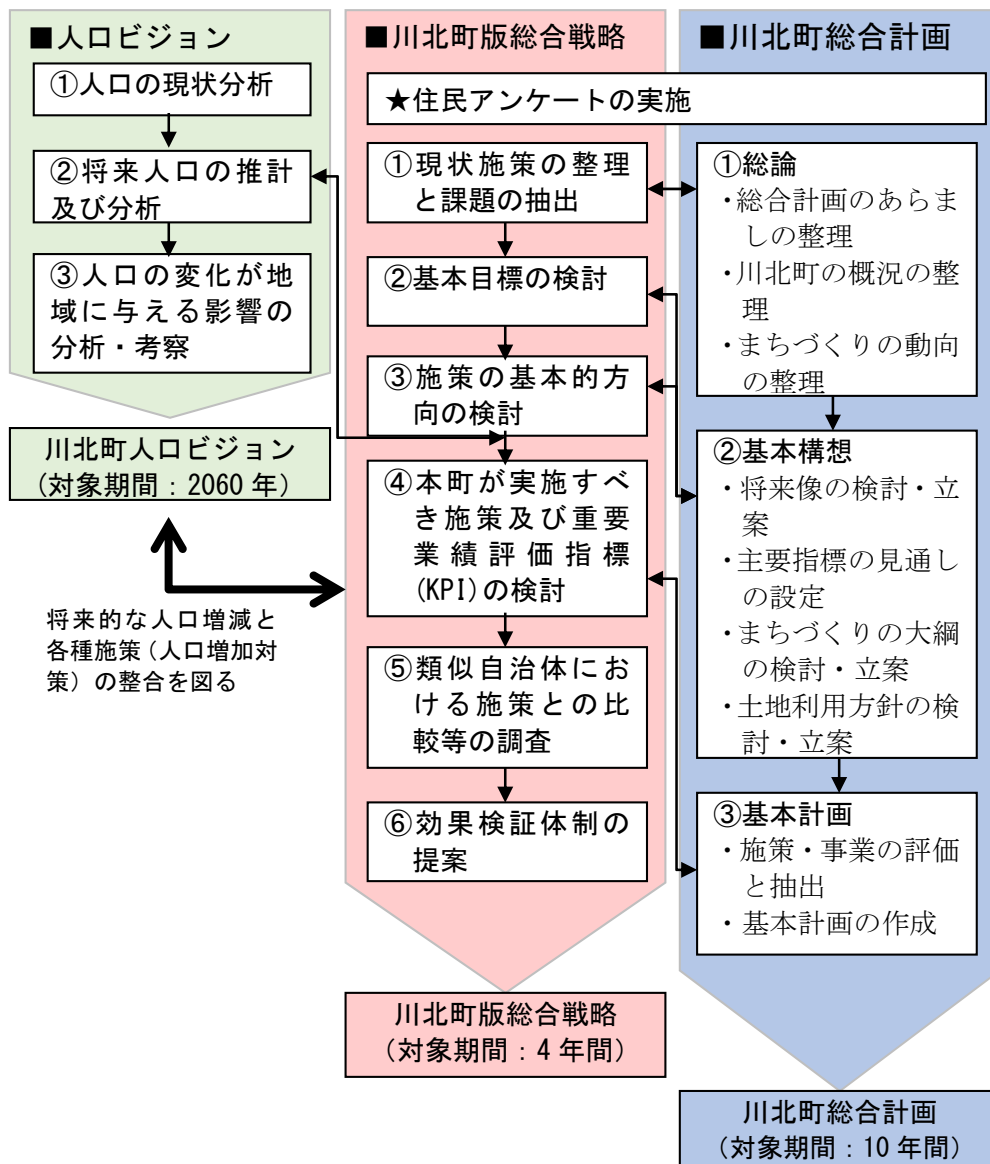 ■人口ビジョン
①人口の現状分析
②将来人口の推計
及び分析
③人口の変化が地
域に与える影響の
分析・考察
川北町人口ビジョン
(対象期間：2060年)
将来的な人口増減と
各種施策(人口増加対
策)の整合を図る
■川北町版総合戦略
★住民アンケートの実施
①現状施策の整理
と課題の抽出
②基本目標の検討
③施策の基本的方
向の検討
④本町が実施すべ
き施策及び重要
業績評価指標
(KPI)の検討
⑤類似自治体にお
ける施策との比
較等の調査
⑥効果検証体制の
提案
川北町版総合戦略
(対象期間：4年間)
■川北町総合計画
①総論
・総合計画のあらま
しの整理
・川北町の概況の整
理
・まちづくりの動向
の整理
②基本構想
・将来像の検討・立
案
・主要指標の見通し
の設定
・まちづくりの大綱
の検討・立案
・土地利用方針の検
討・立案
③基本計画
・施策・事業の評価
と抽出
・基本計画の作成
川北町総合計画
(対象期間：10年間)